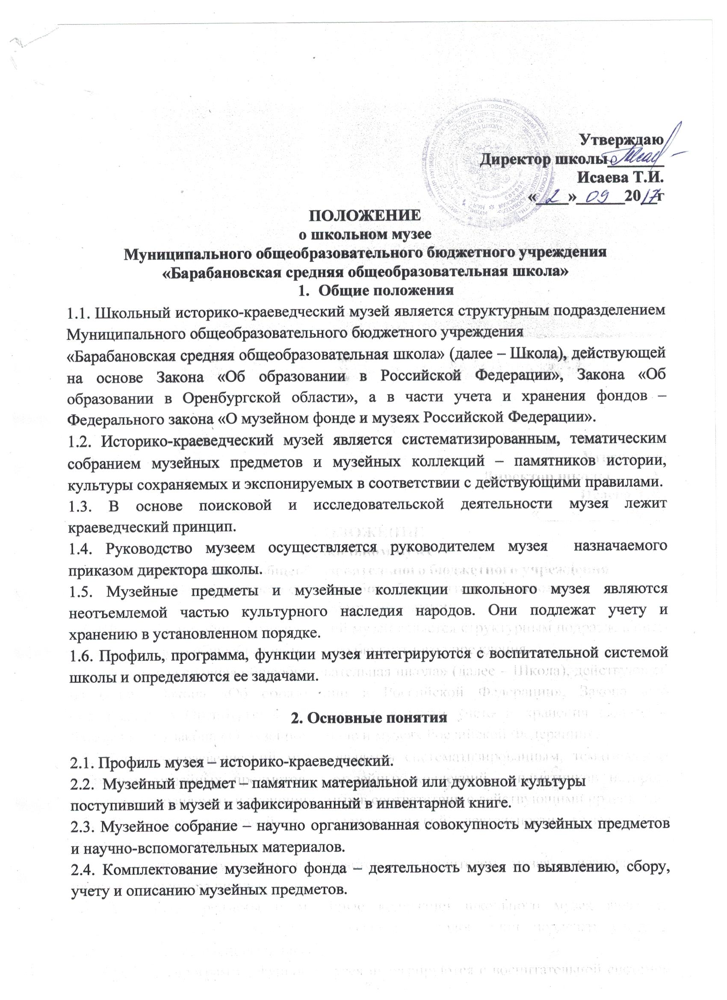 Утверждаю
Директор школы
Исаева Т.И.
«2» 09 2017г
ПОЛОЖЕНИЕ
о школьном музее
Муниципального общеобразовательного бюджетного учреждения
«Барабановская средняя общеобразовательная школа»
1. Общие положения
1.1. Школьный историко-краеведческий музей является структурным подразделением
Муниципального общеобразовательного бюджетного учреждения
«Барабановская средняя общеобразовательная школа» (далее – Школа), действующей
на основе Закона «Об образовании в Российской Федерации», Закона «Об
образовании в Оренбургской области», а в части учета и хранения фондов –
Федерального закона «О музейном фонде и музеях Российской Федерации».
1.2. Историко-краеведческий музей является систематизированным, тематическим
собранием музейных предметов и музейных коллекций – памятников истории,
культуры сохраняемых и экспонируемых в соответствии с действующими правилами.
1.3. В основе поисковой и исследовательской деятельности музея лежит
краеведческий принцип.
1.4. Руководство музеем осуществляется руководителем музея назначаемого
приказом директора школы.
1.5. Музейные предметы и музейные коллекции школьного музея являются
неотъемлемой частью культурного наследия народов. Они подлежат учету и
хранению в установленном порядке.
1.6. Профиль, программа, функции музея интегрируются с воспитательной системой
школы и определяются ее задачами.
2. Основные понятия
2.1. Профиль музея – историко-краеведческий.
2.2. Музейный предмет – памятник материальной или духовной культуры
поступивший в музей и зафиксированный в инвентарной книге.
2.3. Музейное собрание – научно организованная совокупность музейных предметов
и научно-вспомогательных материалов.
2.4. Комплектование музейного фонда – деятельность музея по выявлению, сбору,
учету и описанию музейных предметов.